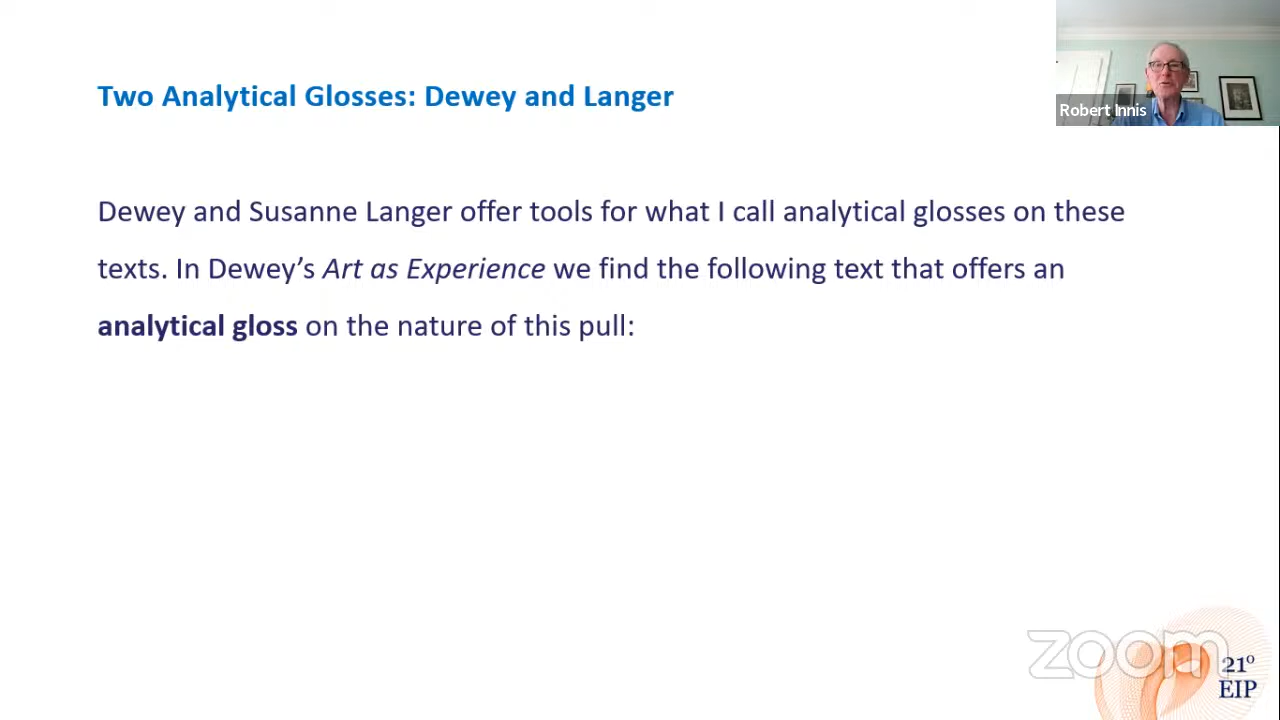 Two Analytical Glosses: Dewey and Langer
Robert Innis
Dewey and Susanne Langer offer tools for what I call analytical glosses on these
texts. In Dewey’s Art as Experience we find the following text that offers an
analytical gloss on the nature of this pull:
zoom
21º
EIP